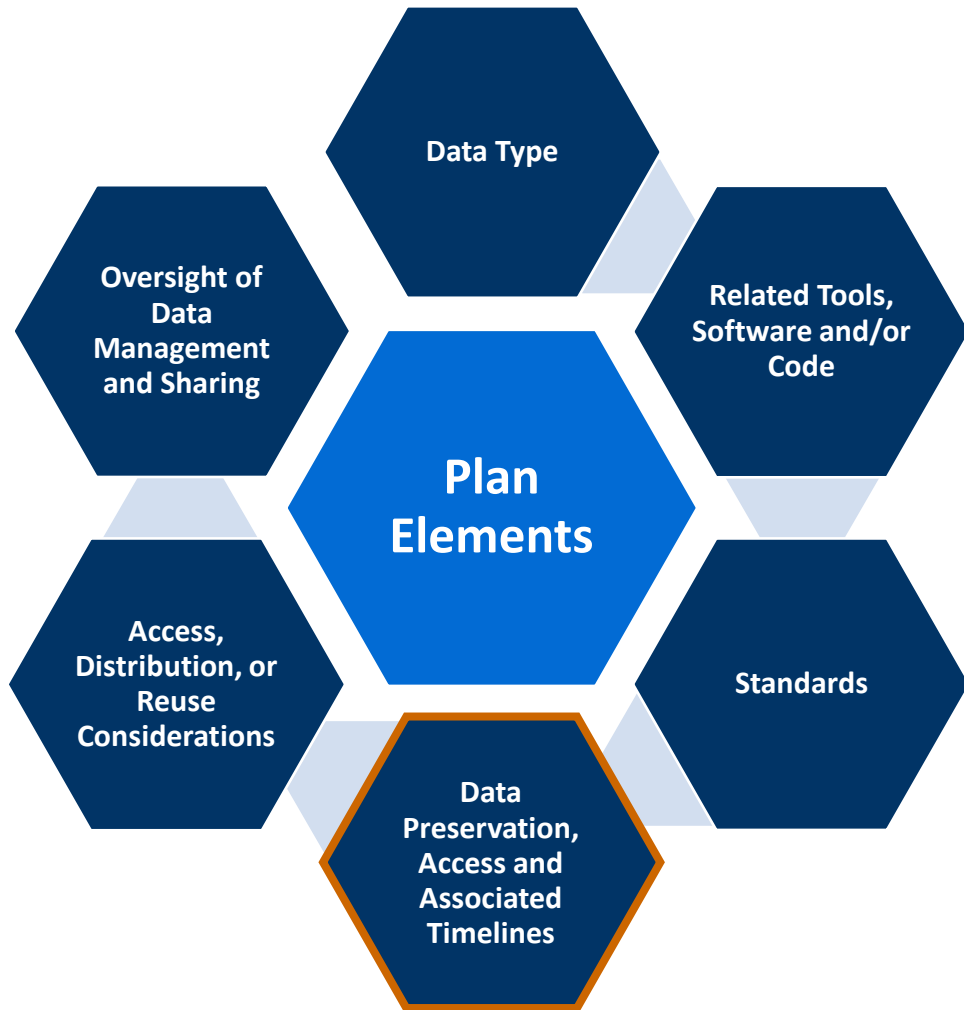 Data Type
Related Tools,
Software and/or
Code
Standards
Data
Preservation,
Access and
Associated
Timelines
Access,
Distribution, or
Reuse
Considerations
Oversight of
Data
Management
and Sharing
Plan
Elements